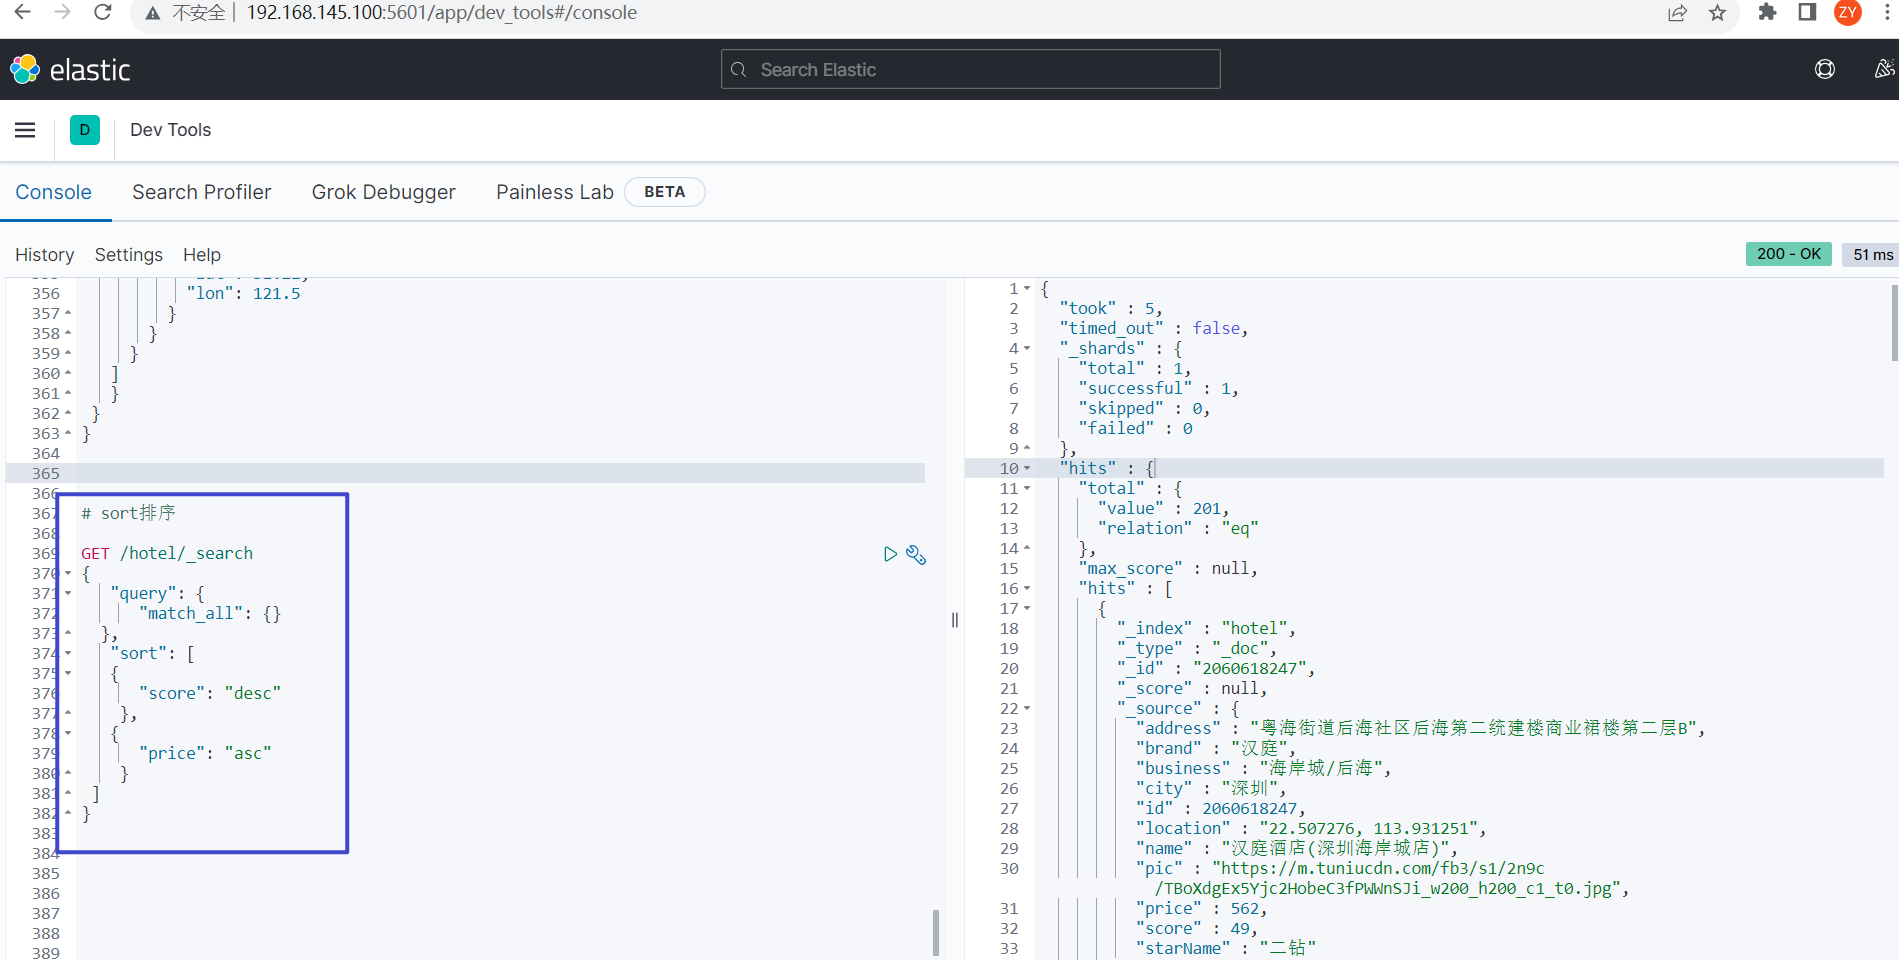 不安全 192.168.145.100:5601/app/dev_tools#/console ZY
elastic Search Elastic
D Dev Tools
Console Search Profiler Grok Debugger Painless Lab BETA
History Settings Help 200 - OK 51 ms
356 "lon": 121.5
357 }
358 }
359 }
360 ]
361 }
362 }
363 }
364
365
366
367 # sort排序
368
369 GET /hotel/_search
370 {
371 "query": {
372 "match_all": {}
373 },
374 "sort": [
375 {
376 "score": "desc"
377 },
378 {
379 "price": "asc"
380 }
381 ]
382 }
383
384
385
386
387
388
389
1 {
2 "took" : 5,
3 "timed_out" : false,
4 "_shards" : {
5 "total" : 1,
6 "successful" : 1,
7 "skipped" : 0,
8 "failed" : 0
9 },
10 "hits" : {
11 "total" : {
12 "value" : 201,
13 "relation" : "eq"
14 },
15 "max_score" : null,
16 "hits" : [
17 {
18 "_index" : "hotel",
19 "_type" : "_doc",
20 "_id" : "2060618247",
21 "_score" : null,
22 "_source" : {
23 "address" : "粤海街道后海社区后海第二统建楼商业裙楼第二层B",
24 "brand" : "汉庭",
25 "business" : "海岸城/后海",
26 "city" : "深圳",
27 "id" : 2060618247,
28 "location" : "22.507276, 113.931251",
29 "name" : "汉庭酒店(深圳海岸城店)",
30 "pic" : "https://m.tuniucdn.com/fb3/s1/2n9c
/TBoXdgEx5Yjc2HobeC3fPWWnSJi_w200_h200_c1_t0.jpg",
31 "price" : 562,
32 "score" : 49,
33 "starName" : "二钻"